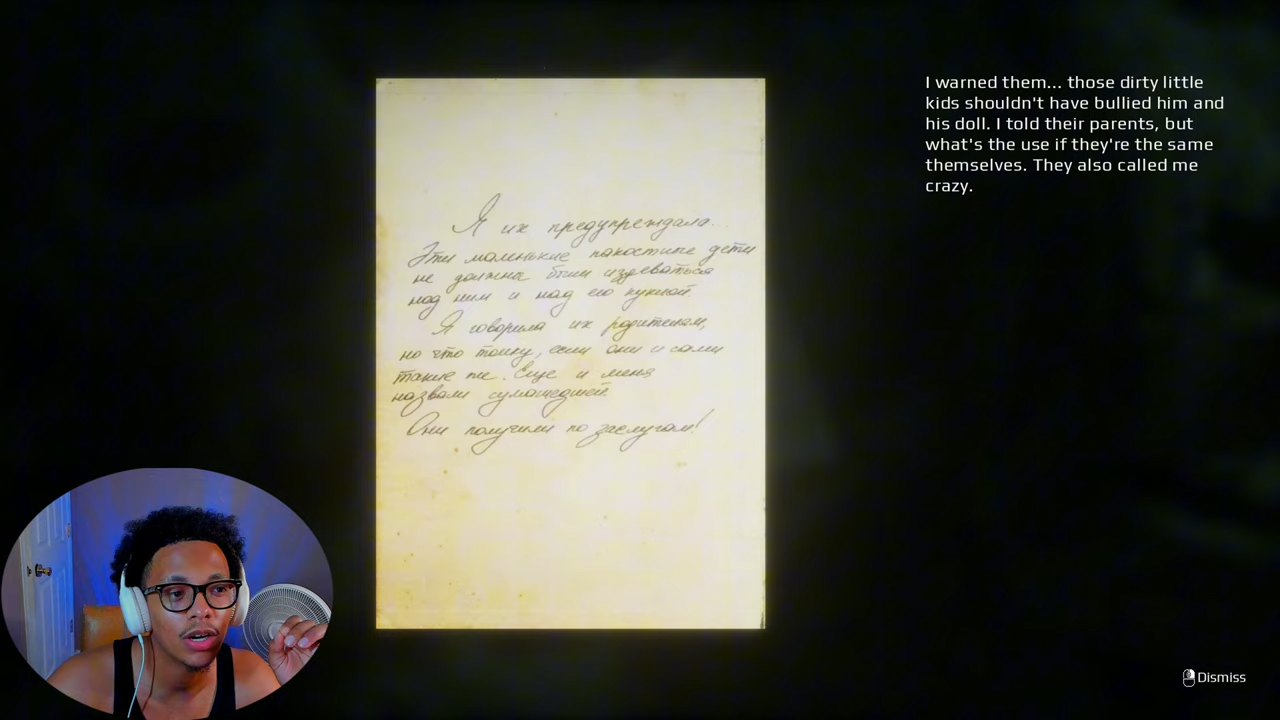 Я их предупреждала...
Эти маленькие пакостные дети
не должны были издеваться
над ним и над его куклой.
Я говорила их родителям,
но что толку, если они и сами
такие же. Еще и меня
назвали сумашедшей.
Они получили по заслугам!
I warned them... those dirty little
kids shouldn't have bullied him and
his doll. I told their parents, but
what's the use if they're the same
themselves. They also called me
crazy.
Dismiss